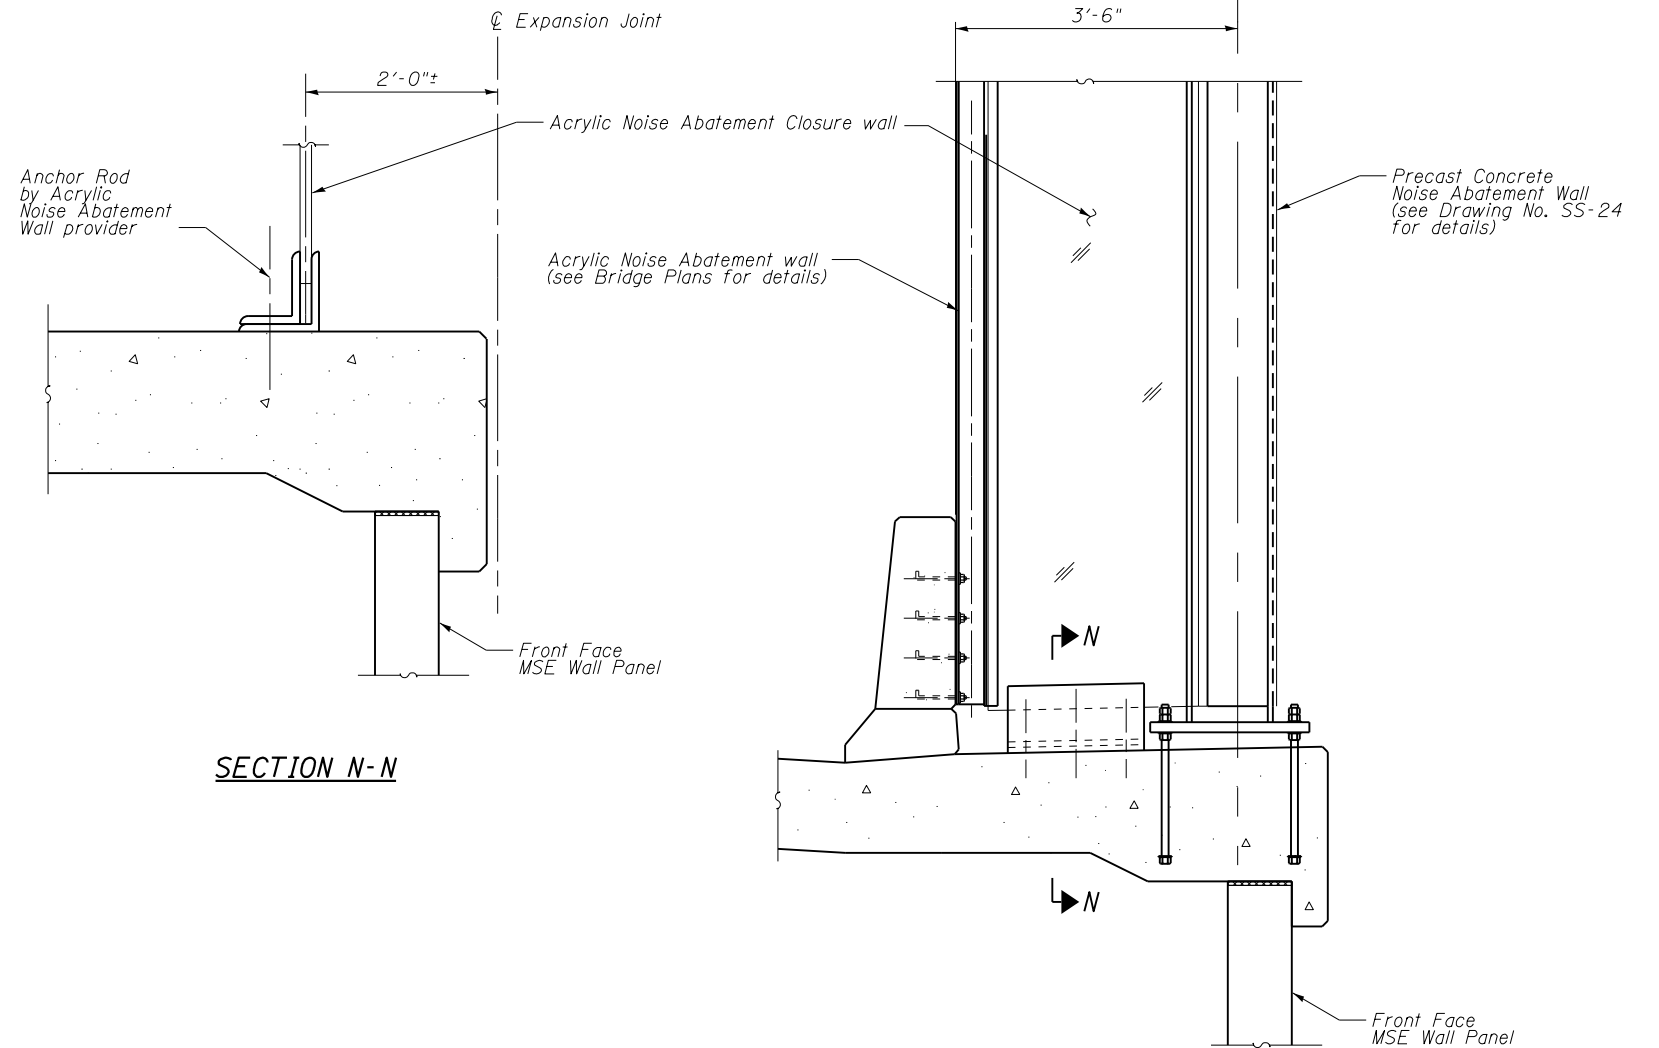 ℄ Expansion Joint
3'-6"
2'-0"±
Acrylic Noise Abatement Closure wall
Anchor Rod
by Acrylic
Noise Abatement
Wall provider
Precast Concrete
Noise Abatement Wall
(see Drawing No. SS-24
for details)
Acrylic Noise Abatement wall
(see Bridge Plans for details)
N
Front Face
MSE Wall Panel
SECTION N-N
N
Front Face
MSE Wall Panel